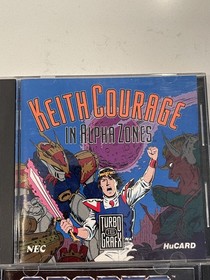 KEITH COURAGE
IN ALPHA ZONES
TURBO
GRAFX
NEC
HuCARD